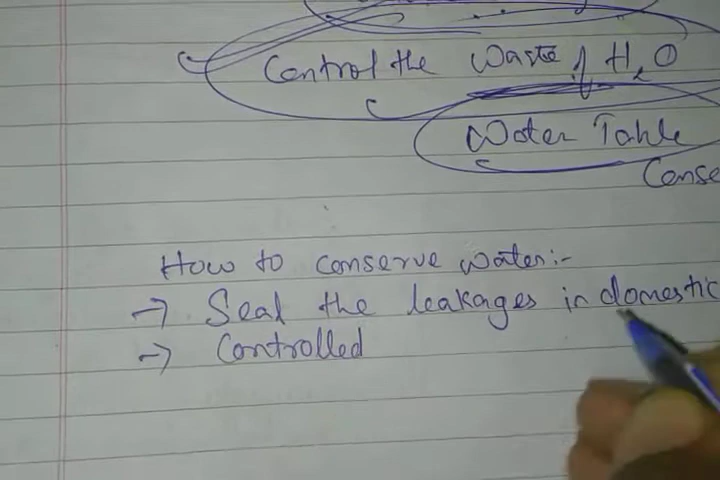 Control the Waste of H2O
Water Table
Conse
How to conserve water:-
→ Seal the leakages in domestic
→ Controlled